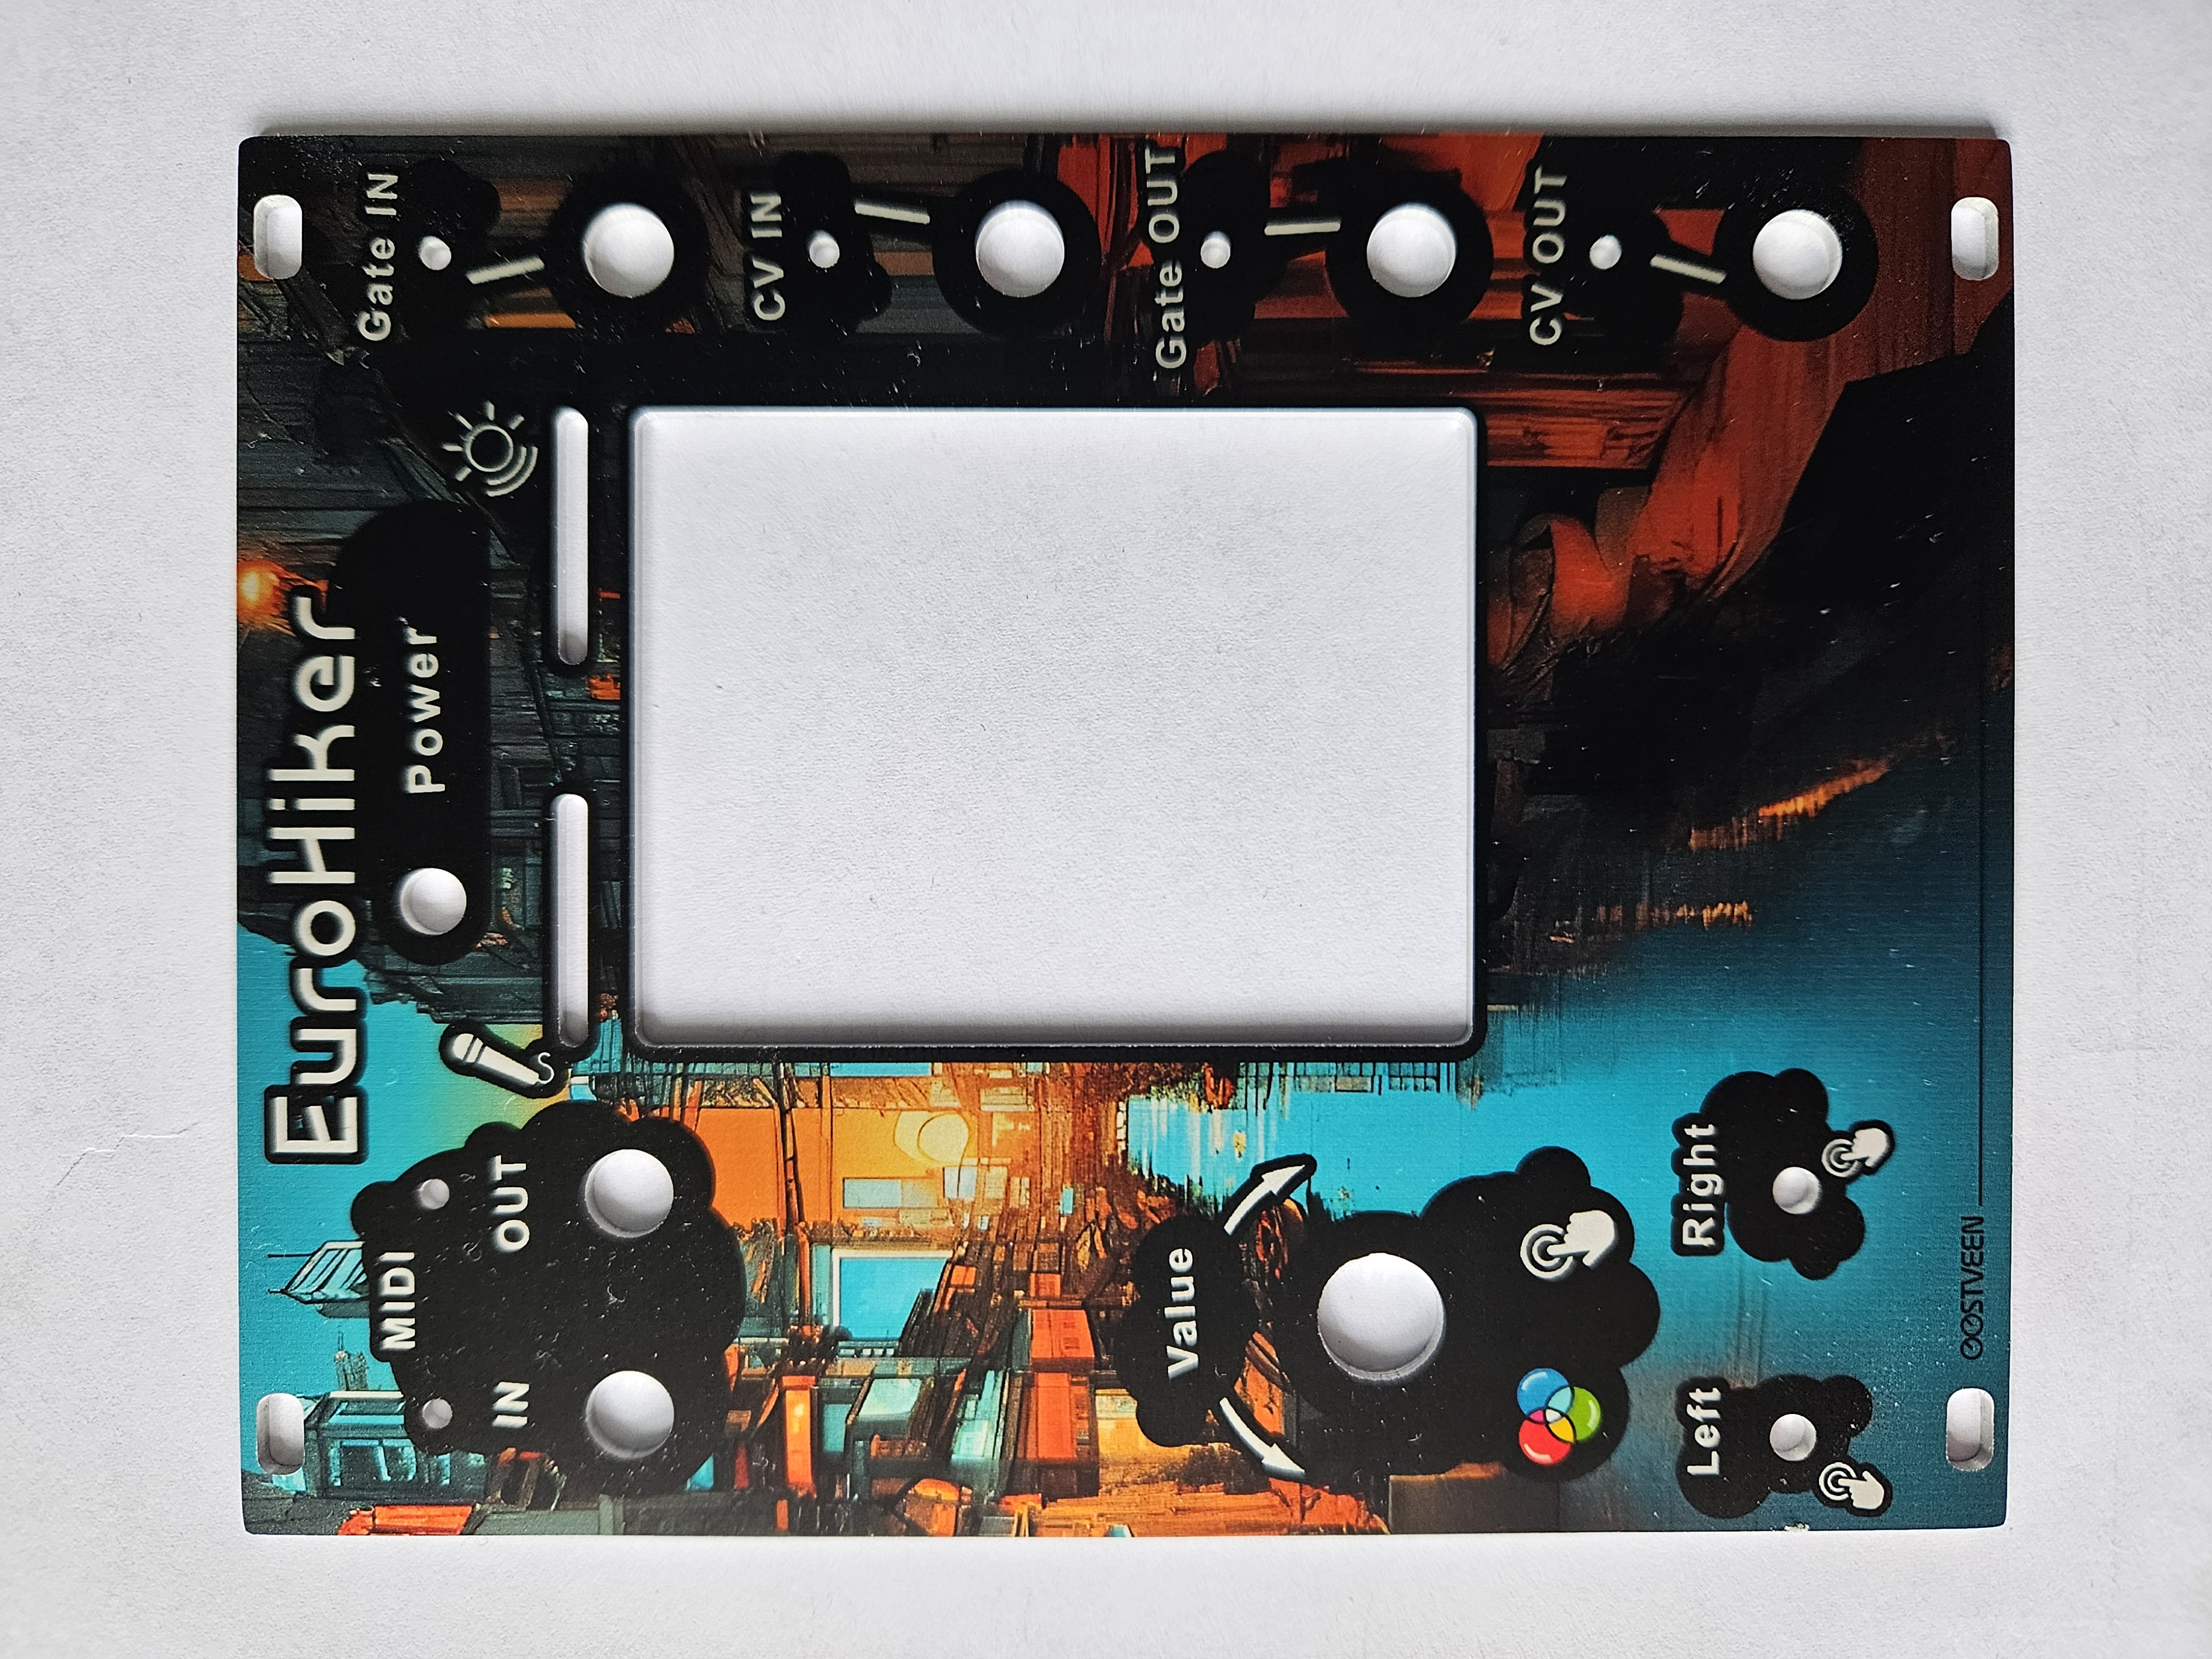 EuroHiker
MIDI
Power
Gate IN
IN OUT
CV IN
Value
Gate OUT
CV OUT
Left
Right
OOSTVEEN